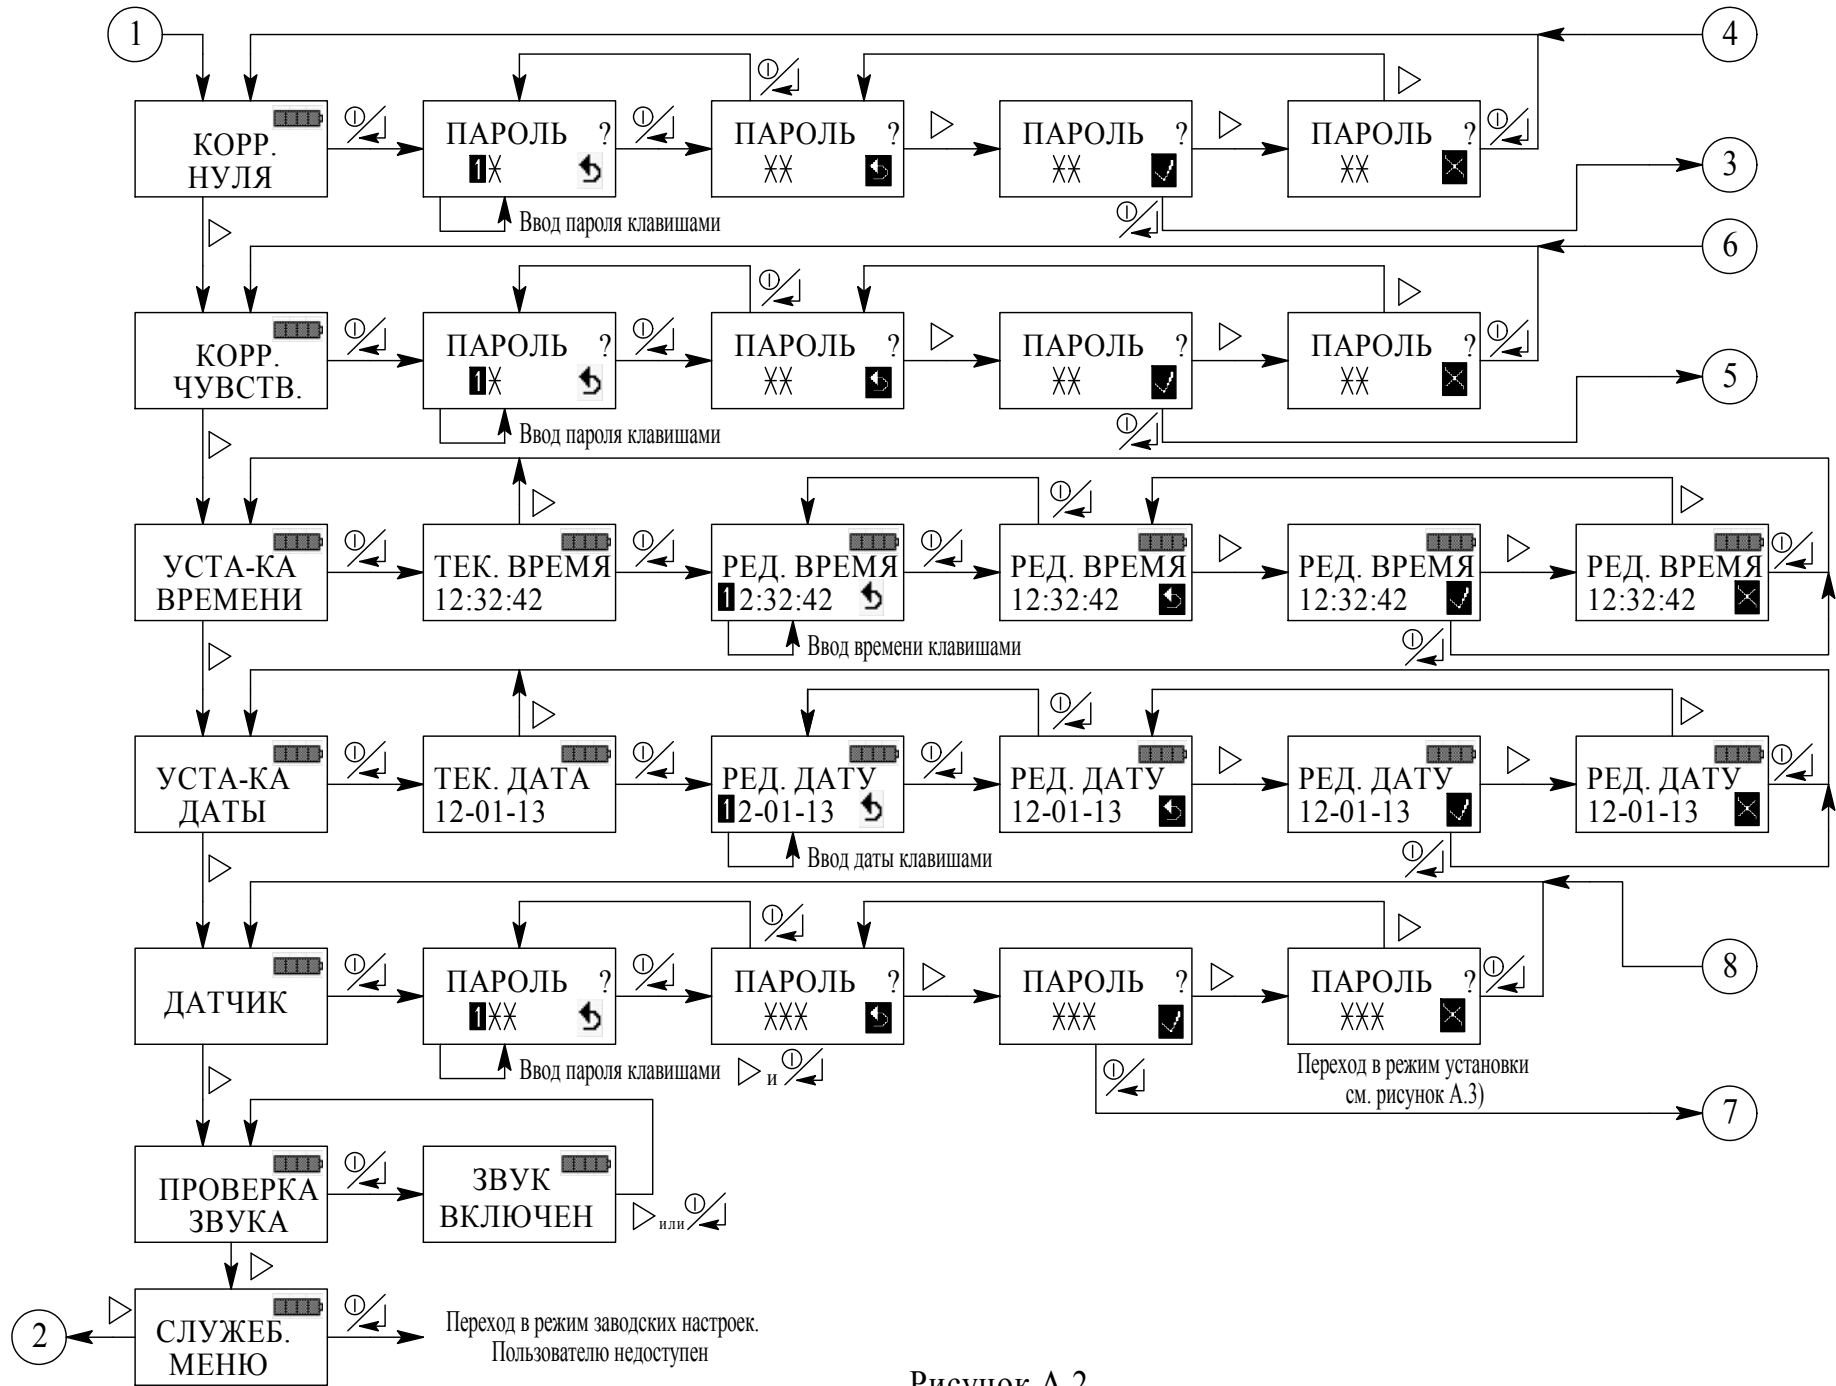 1
4
КОРР.
НУЛЯ
ПАРОЛЬ ?
1*
ПАРОЛЬ ?
**
ПАРОЛЬ ?
**
ПАРОЛЬ ?
**
3
Ввод пароля клавишами
6
КОРР.
ЧУВСТВ.
ПАРОЛЬ ?
1*
ПАРОЛЬ ?
**
ПАРОЛЬ ?
**
ПАРОЛЬ ?
**
5
Ввод пароля клавишами
УСТА-КА
ВРЕМЕНИ
ТЕК. ВРЕМЯ
12:32:42
РЕД. ВРЕМЯ
12:32:42
РЕД. ВРЕМЯ
12:32:42
РЕД. ВРЕМЯ
12:32:42
РЕД. ВРЕМЯ
12:32:42
Ввод времени клавишами
УСТА-КА
ДАТЫ
ТЕК. ДАТА
12-01-13
РЕД. ДАТУ
12-01-13
РЕД. ДАТУ
12-01-13
РЕД. ДАТУ
12-01-13
РЕД. ДАТУ
12-01-13
Ввод даты клавишами
ДАТЧИК
ПАРОЛЬ ?
1**
ПАРОЛЬ ?
***
ПАРОЛЬ ?
***
ПАРОЛЬ ?
***
8
Ввод пароля клавишами
и
Переход в режим установки
см. рисунок А.3)
7
ПРОВЕРКА
ЗВУКА
ЗВУК
ВКЛЮЧЕН
или
2
СЛУЖЕБ.
МЕНЮ
Переход в режим заводских настроек.
Пользователю недоступен
Рисунок А.2